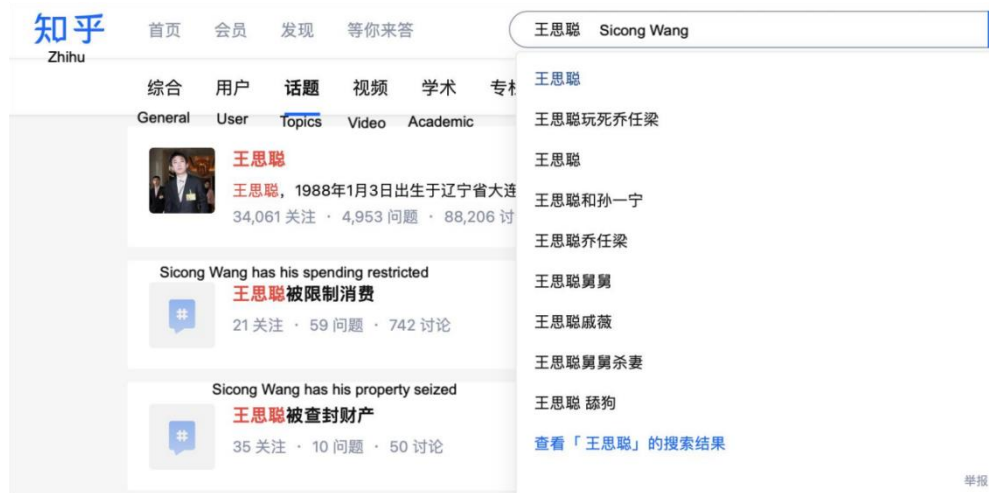 知乎 首页 会员 发现 等你来答 王思聪 Sicong Wang
Zhihu
综合 用户 话题 视频 学术 专栏
General User Topics Video Academic
王思聪
王思聪，1988年1月3日出生于辽宁省大连
34,061 关注 · 4,953 问题 · 88,206 讨
Sicong Wang has his spending restricted
王思聪被限制消费
21 关注 · 59 问题 · 742 讨论
Sicong Wang has his property seized
王思聪被查封财产
35 关注 · 10 问题 · 50 讨论
王思聪
王思聪玩死乔任梁
王思聪
王思聪和孙一宁
王思聪乔任梁
王思聪舅舅
王思聪戚薇
王思聪舅舅杀妻
王思聪 舔狗
查看「 王思聪」的搜索结果
举报